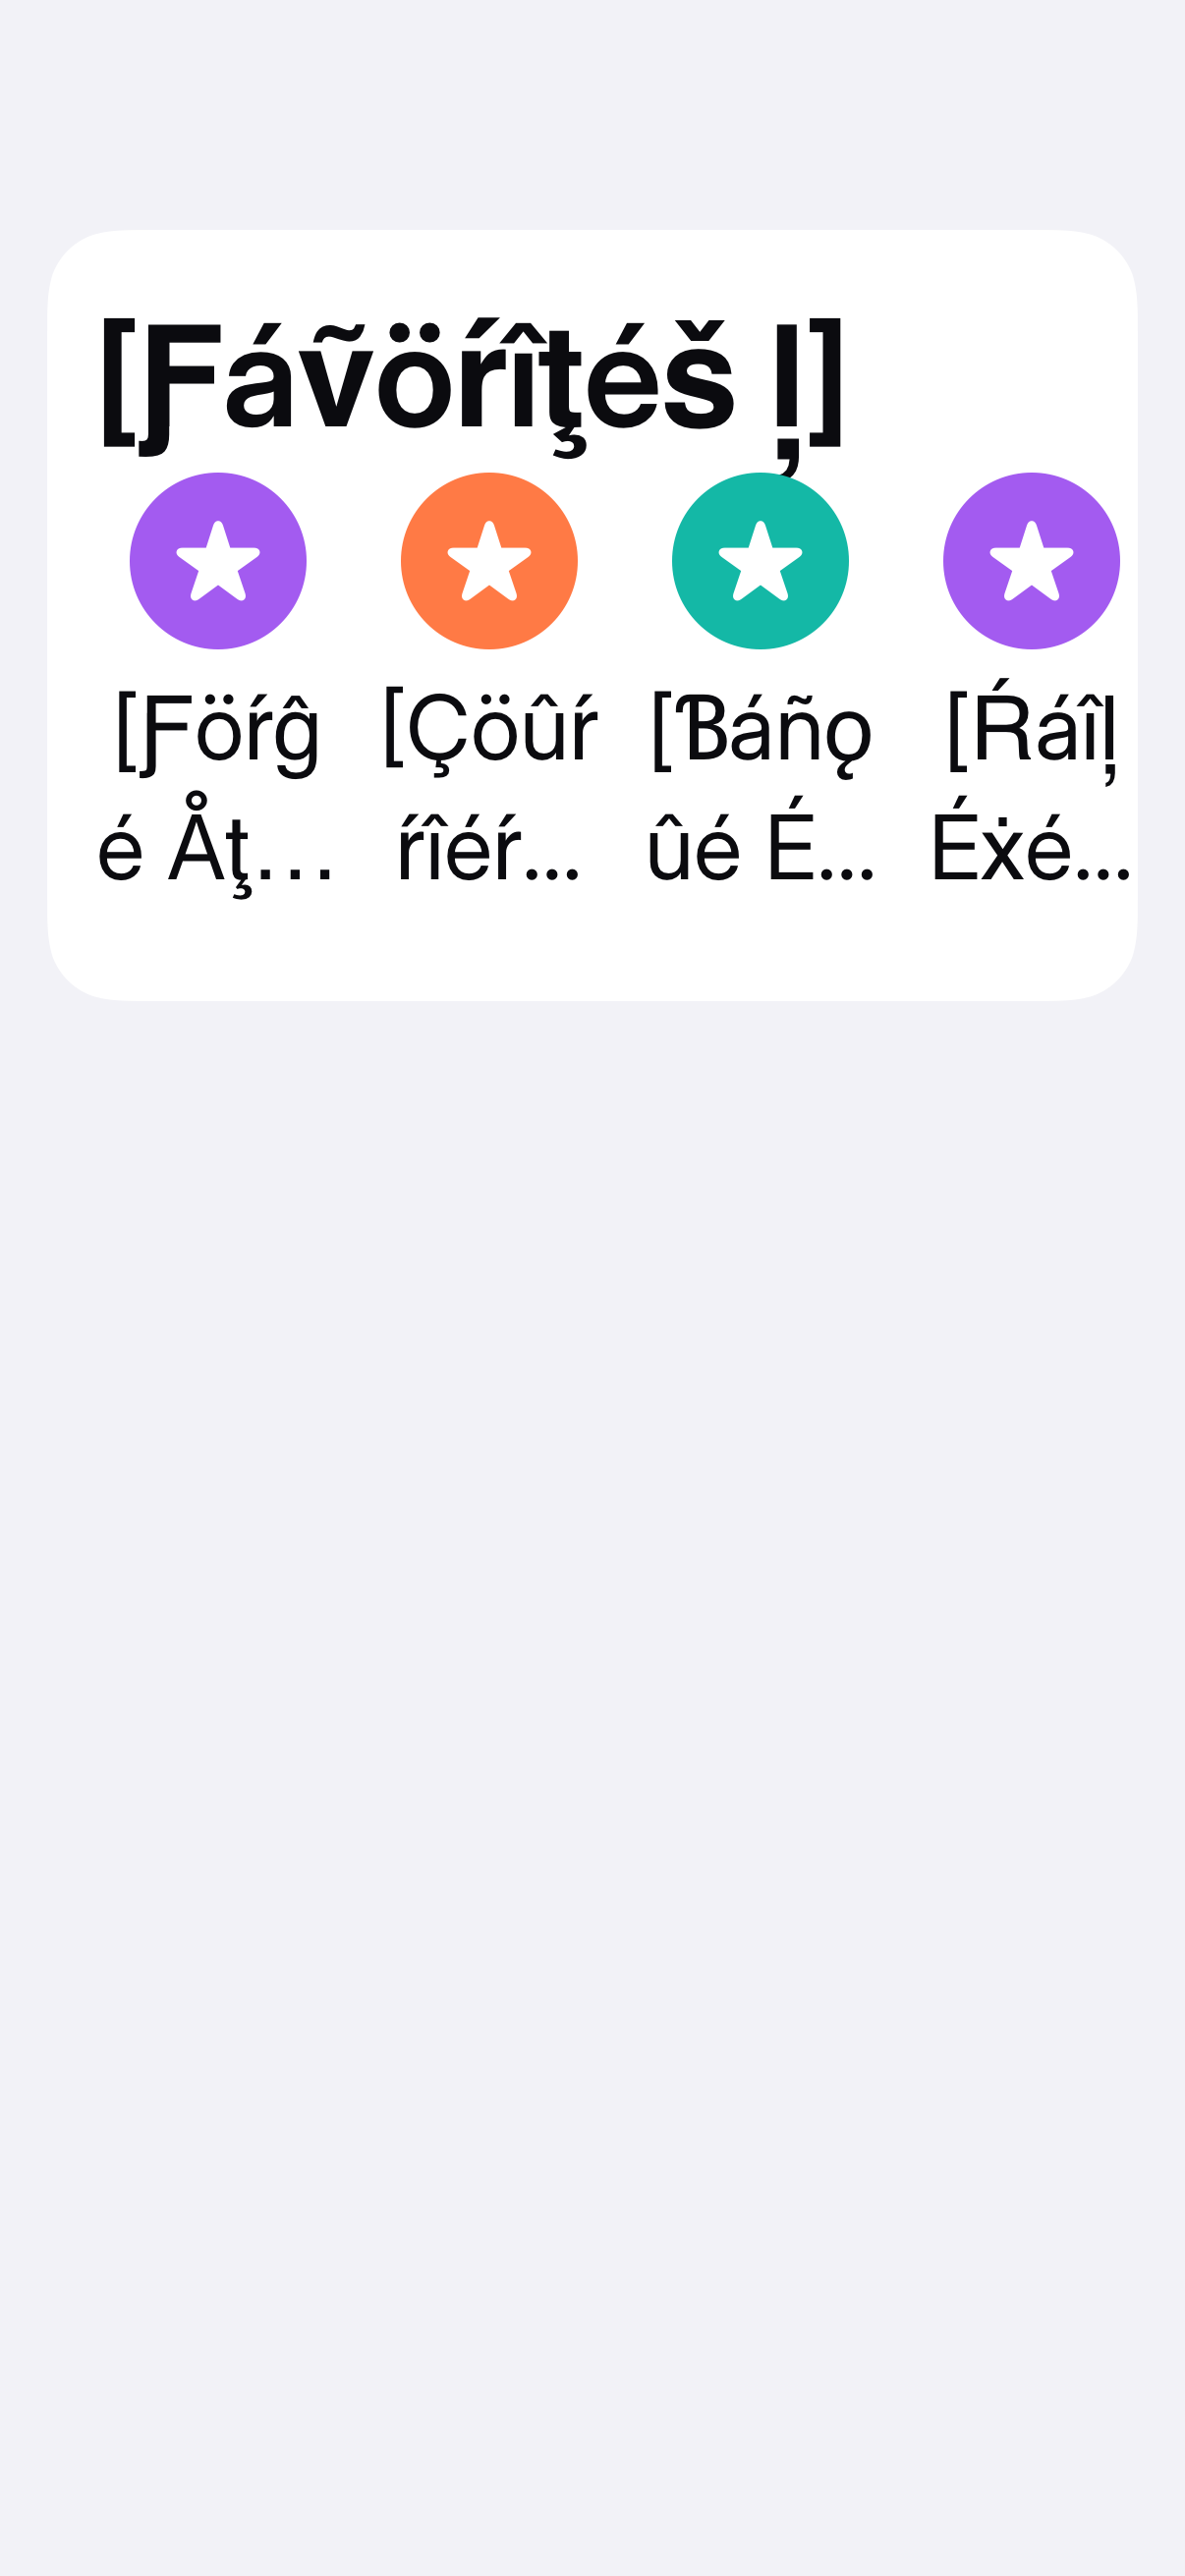 [Ƒáṽöŕîţéš ļ]
[Ƒöŕĝ
é Åţ…
[Çöûŕ
ŕîéŕ…
[Ɓáñǫ
ûé É…
[Ŕáîļ
Éẋé…